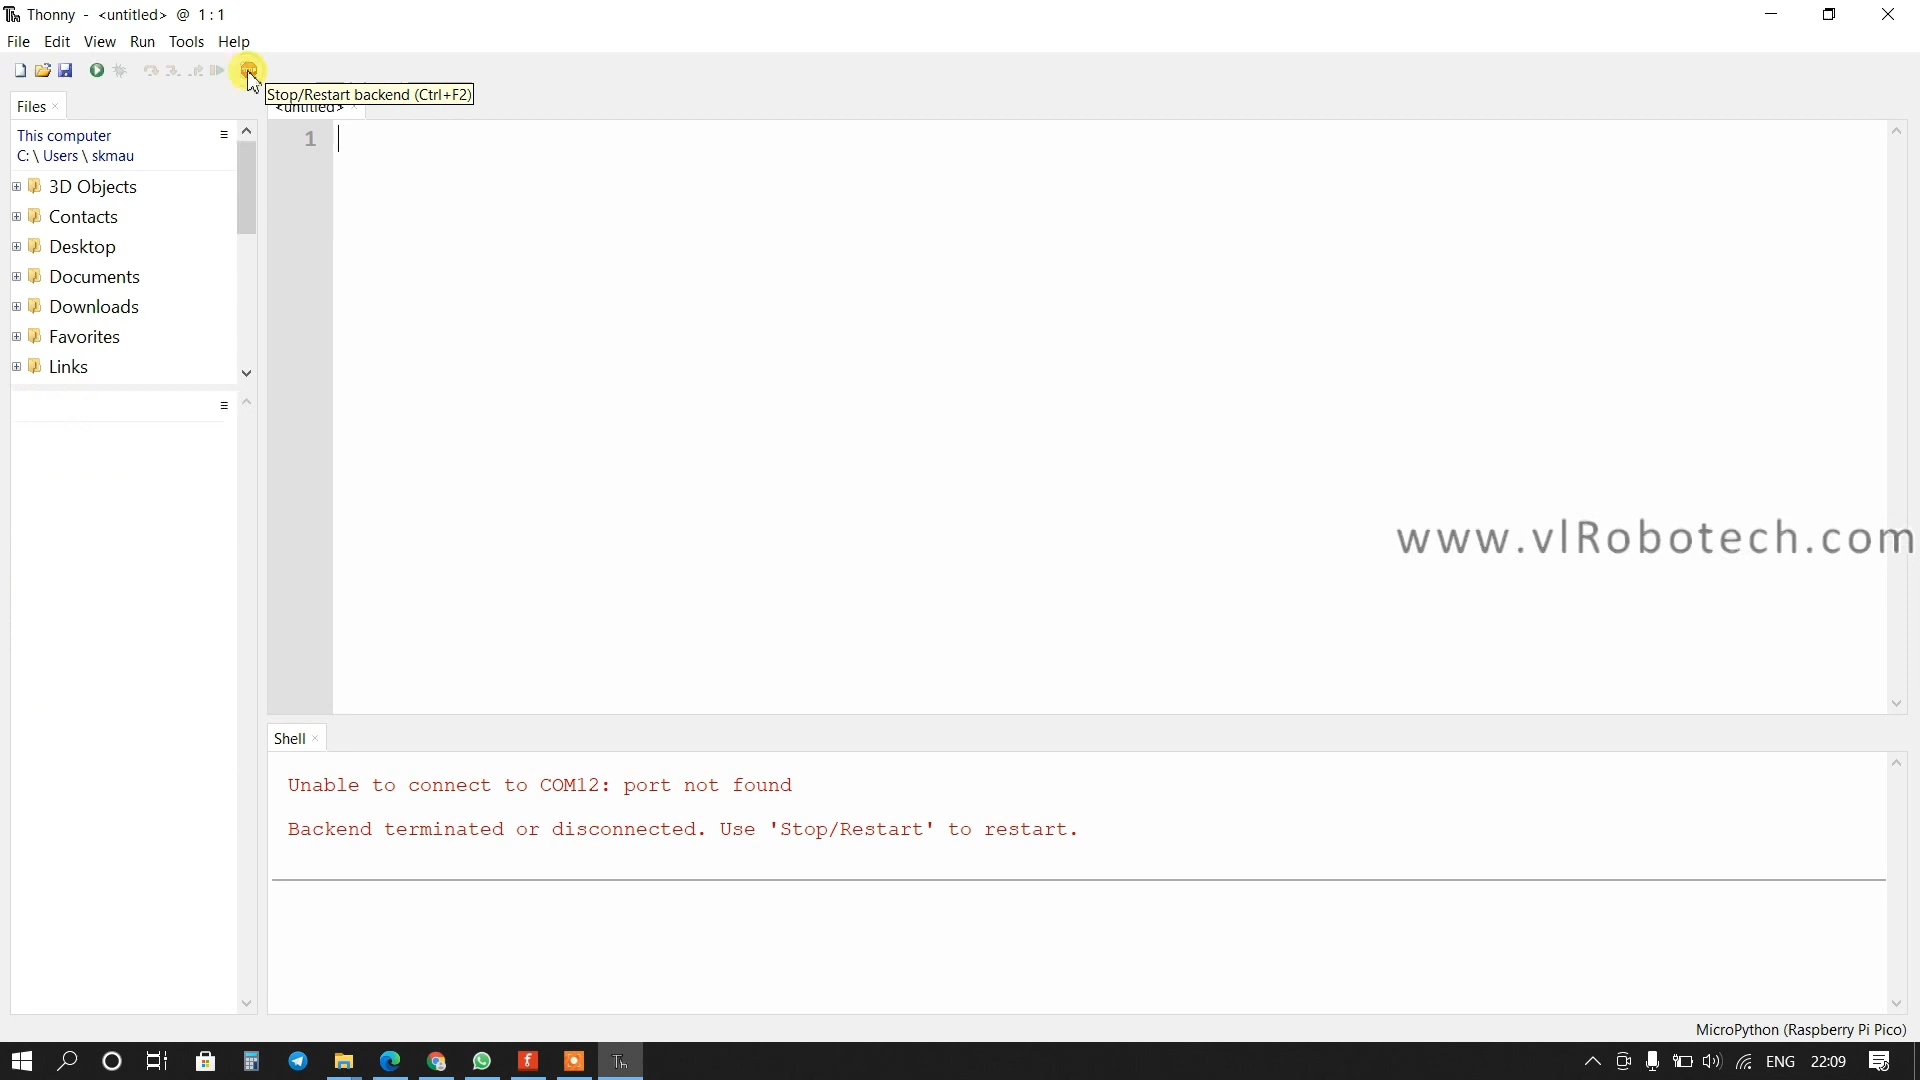 Thonny - <untitled> @ 1 : 1
File Edit View Run Tools Help
Stop/Restart backend (Ctrl+F2)
Files
<untitled>
This computer
C: \ Users \ skmau
1
3D Objects
Contacts
Desktop
Documents
Downloads
Favorites
Links
www.vlRobotech.com
Shell
Unable to connect to COM12: port not found
Backend terminated or disconnected. Use 'Stop/Restart' to restart.
MicroPython (Raspberry Pi Pico)
Th
ENG 22:09